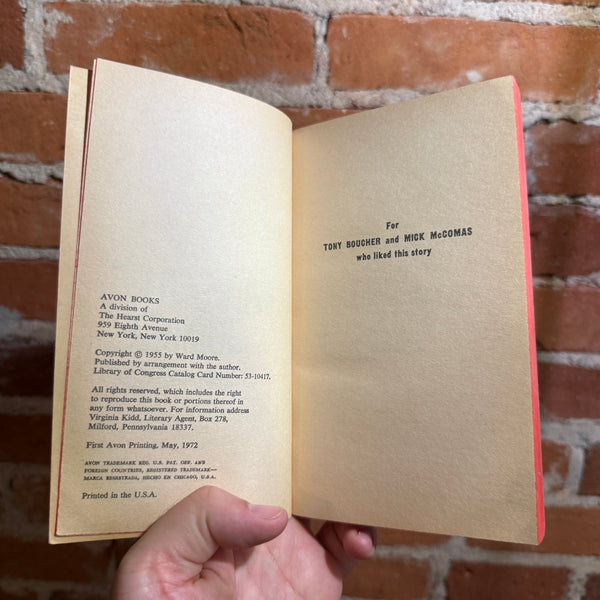 AVON BOOKS
A division of
The Hearst Corporation
959 Eighth Avenue
New York, New York 10019
Copyright © 1955 by Ward Moore.
Published by arrangement with the author.
Library of Congress Catalog Card Number: 53-10417.
All rights reserved, which includes the right
to reproduce this book or portions thereof in
any form whatsoever. For information address
Virginia Kidd, Literary Agent, Box 278,
Milford, Pennsylvania 18337.
First Avon Printing, May, 1972
AVON TRADEMARK REG. U.S. PAT. OFF. AND
FOREIGN COUNTRIES, REGISTERED TRADEMARK—
MARCA REGISTRADA, HECHO EN CHICAGO, U.S.A.
Printed in the U.S.A.
For
TONY BOUCHER and MICK McCOMAS
who liked this story